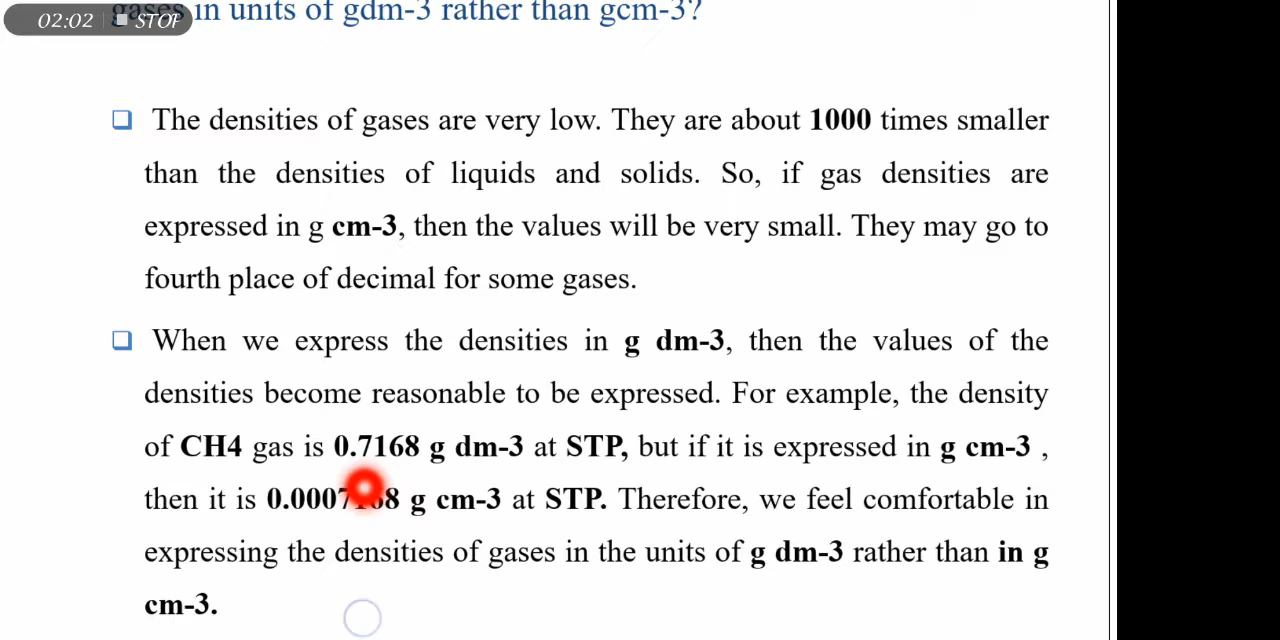 gases in units of gdm-3 rather than gcm-3?
02:02 STOP
❑ The densities of gases are very low. They are about 1000 times smaller
than the densities of liquids and solids. So, if gas densities are
expressed in g cm-3, then the values will be very small. They may go to
fourth place of decimal for some gases.
❑ When we express the densities in g dm-3, then the values of the
densities become reasonable to be expressed. For example, the density
of CH4 gas is 0.7168 g dm-3 at STP, but if it is expressed in g cm-3 ,
then it is 0.0007168 g cm-3 at STP. Therefore, we feel comfortable in
expressing the densities of gases in the units of g dm-3 rather than in g
cm-3.